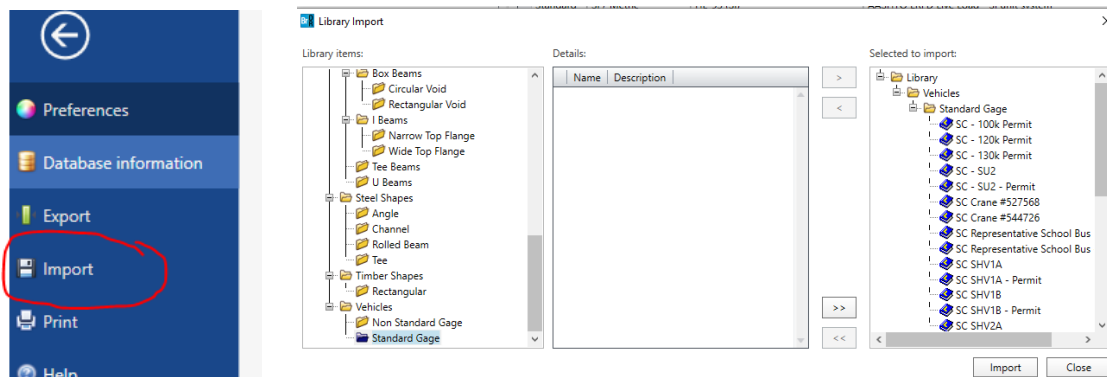 Preferences
Database information
Export
Import
Print
Help
Br
Library Import
Library items:
Box Beams
Circular Void
Rectangular Void
I Beams
Narrow Top Flange
Wide Top Flange
Tee Beams
U Beams
Steel Shapes
Angle
Channel
Rolled Beam
Tee
Timber Shapes
Rectangular
Vehicles
Non Standard Gage
Standard Gage
Details:
Name Description
>
<
>>
<<
Selected to import:
Library
Vehicles
Standard Gage
SC - 100k Permit
SC - 120k Permit
SC - 130k Permit
SC - SU2
SC - SU2 - Permit
SC Crane #527568
SC Crane #544726
SC Representative School Bus
SC Representative School Bus
SC SHV1A
SC SHV1A - Permit
SC SHV1B
SC SHV1B - Permit
SC SHV2A
Import Close